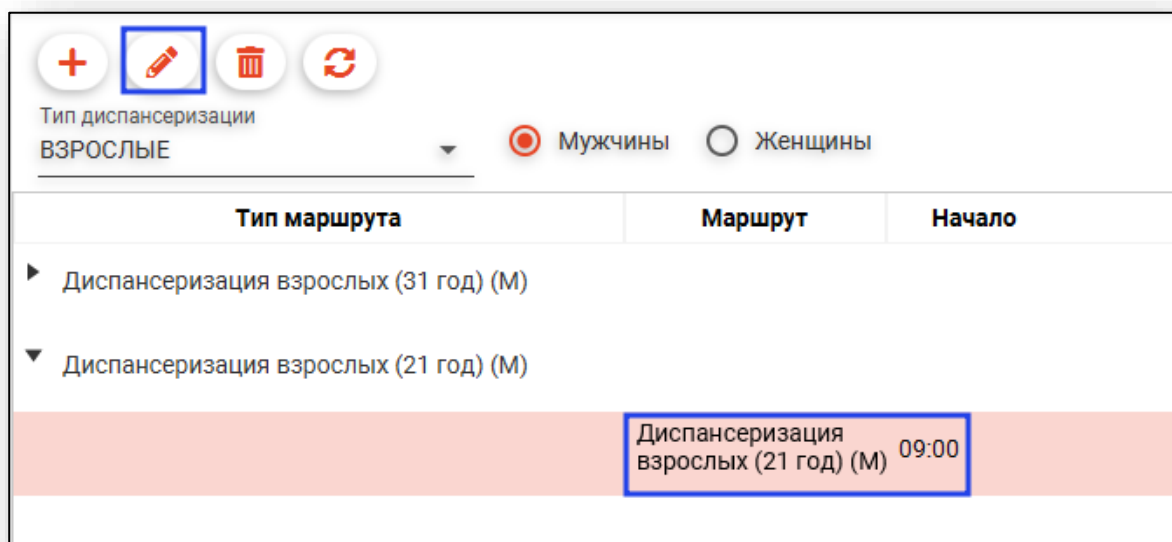 Тип диспансеризации
ВЗРОСЛЫЕ
Мужчины Женщины
Тип маршрута Маршрут Начало
Диспансеризация взрослых (31 год) (М)
Диспансеризация взрослых (21 год) (М)
Диспансеризация
взрослых (21 год) (М) 09:00